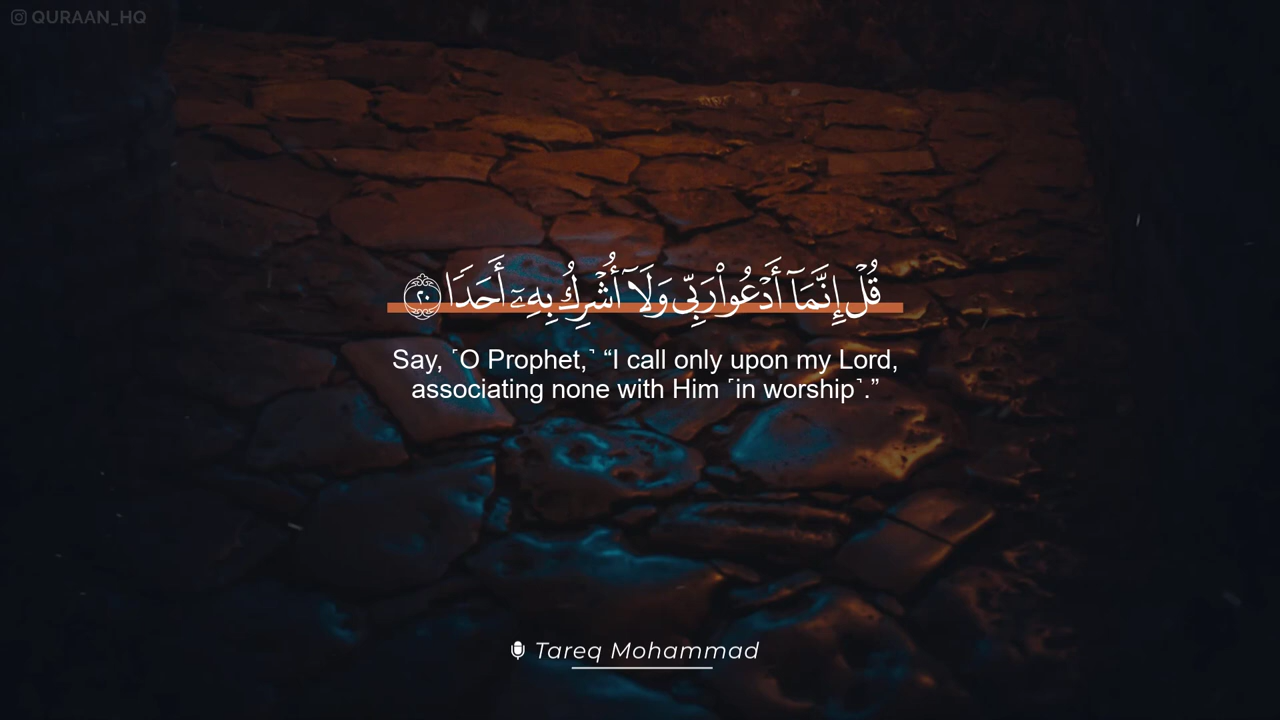 QURAAN_HQ
قُلْ إِنَّمَآ أَدْعُوا۟ رَبِّى وَلَآ أُشْرِكُ بِهِۦٓ أَحَدًا ٢٠
Say, ˹O Prophet,˺ “I call only upon my Lord,
associating none with Him ˹in worship˺.”
Tareq Mohammad